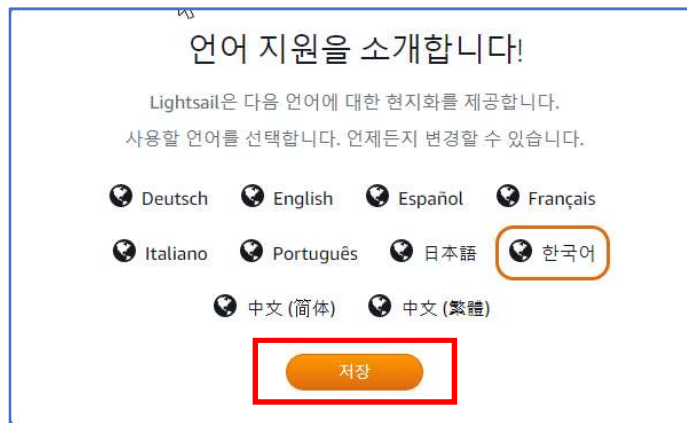 언어 지원을 소개합니다!
Lightsail은 다음 언어에 대한 현지화를 제공합니다.
사용할 언어를 선택합니다. 언제든지 변경할 수 있습니다.
Deutsch English Español Français
Italiano Português 日本語 한국어
中文 (简体) 中文 (繁體)
저장